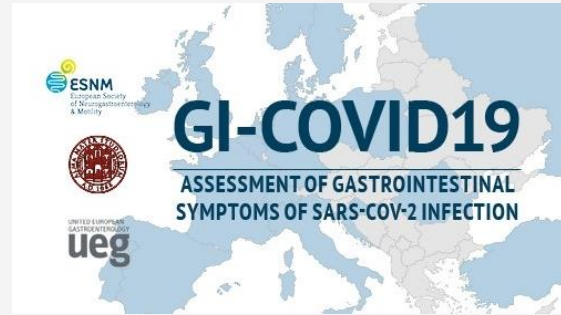 ESNM
European Society
of Neurogastroenterology
& Motility
GI-COVID19
ASSESSMENT OF GASTROINTESTINAL
SYMPTOMS OF SARS-COV-2 INFECTION
UNITED EUROPEAN
GASTROENTEROLOGY
ueg